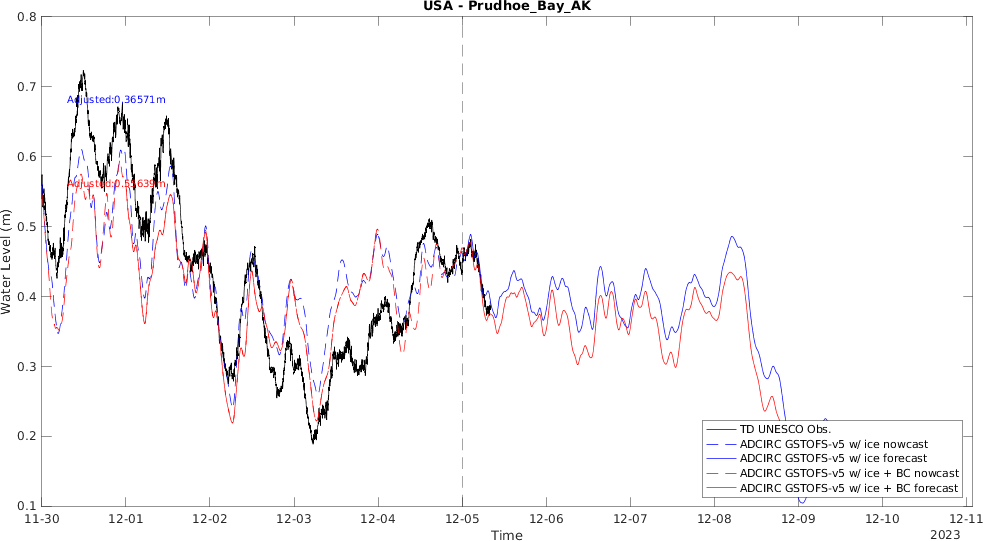 USA - Prudhoe_Bay_AK
0.8
0.7
0.6
0.5
0.4
0.3
0.2
0.1
Water Level (m)
Adjusted:0.36571m
Adjusted:0.55639m
TD UNESCO Obs.
ADCIRC GSTOFS-v5 w/ ice nowcast
ADCIRC GSTOFS-v5 w/ ice forecast
ADCIRC GSTOFS-v5 w/ ice + BC nowcast
ADCIRC GSTOFS-v5 w/ ice + BC forecast
11-30 12-01 12-02 12-03 12-04 12-05 12-06 12-07 12-08 12-09 12-10 12-11
Time
2023